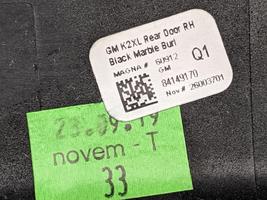 GM K2XL Rear Door RH
Black Marble Burl
MAGNA # 60912 Q1
GM 84149170
Nov # 26003701
23.09.19
novem - T
33